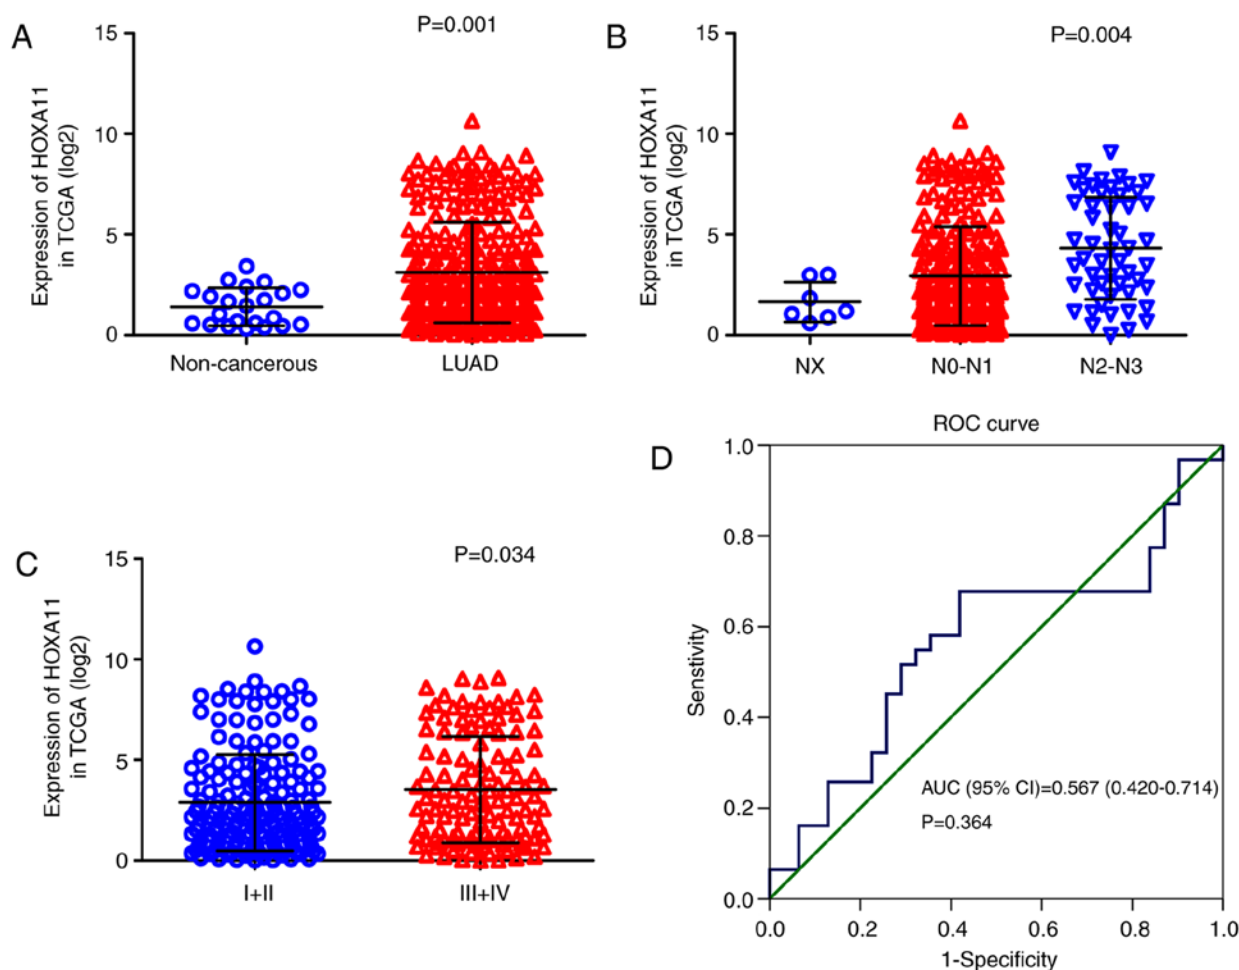 A
P=0.001
Expression of HOXA11
in TCGA (log2)
15
10
5
0
Non-cancerous
LUAD
B
P=0.004
Expression of HOXA11
in TCGA (log2)
15
10
5
0
NX
N0-N1
N2-N3
C
P=0.034
Expression of HOXA11
in TCGA (log2)
15
10
5
0
I+II
III+IV
D
ROC curve
Senstivity
1.0
0.8
0.6
0.4
0.2
0.0
AUC (95% CI)=0.567 (0.420-0.714)
P=0.364
0.0
0.2
0.4
0.6
0.8
1.0
1-Specificity